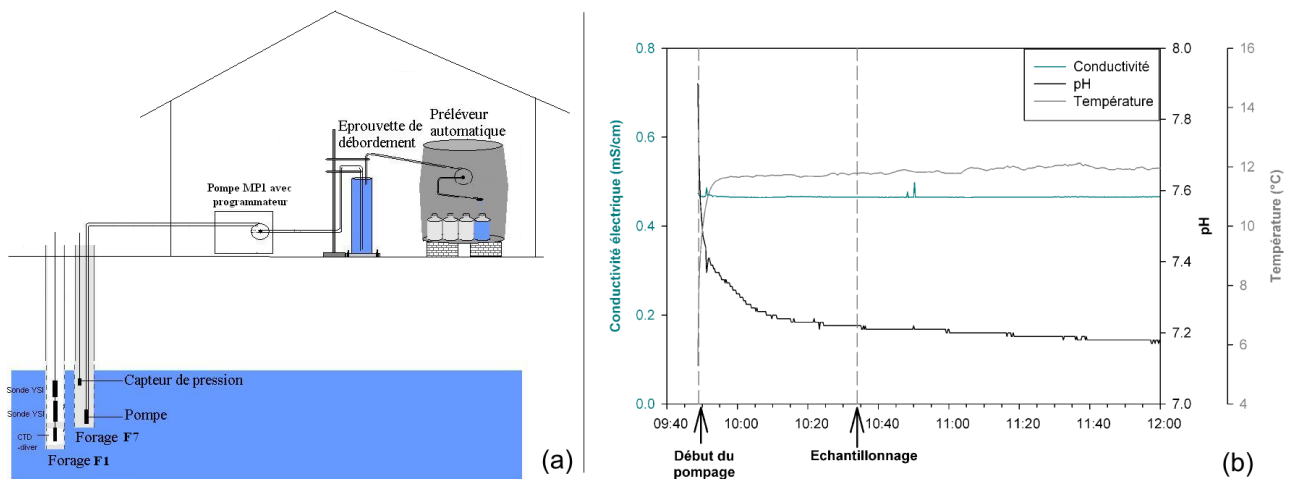 Préléveur
automatique
Eprouvette de
débordement
Pompe MP1 avec
programmateur
Capteur de pression
Sonde YSI
Sonde YSI
Pompe
CTD
-diver
Forage F7
Forage F1
(a)
0.8
0.6
0.4
0.2
0.0
Conductivité électrique (mS/cm)
Conductivité
pH
Température
8.0
7.8
7.6
7.4
7.2
7.0
pH
16
14
12
10
8
6
4
Température (°C)
09:40
10:00
10:20
10:40
11:00
11:20
11:40
12:00
Début du
pompage
Echantillonnage
(b)